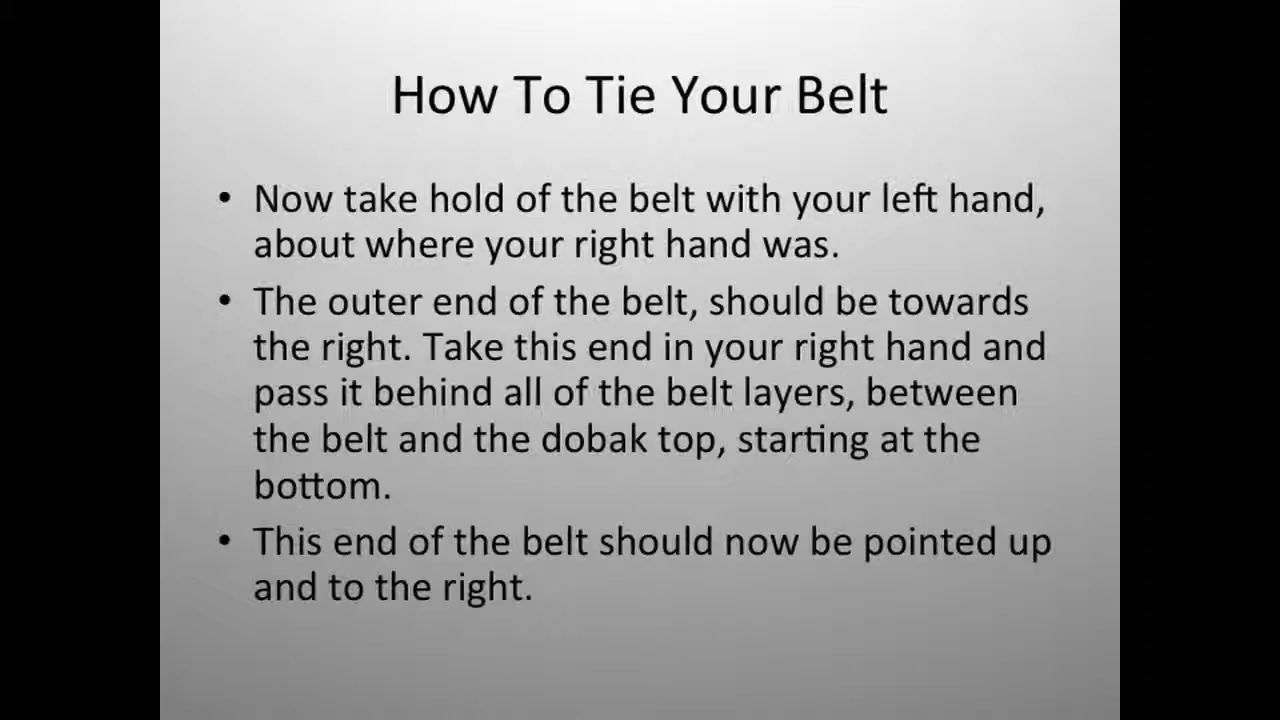 How To Tie Your Belt
• Now take hold of the belt with your left hand,
about where your right hand was.
• The outer end of the belt, should be towards
the right. Take this end in your right hand and
pass it behind all of the belt layers, between
the belt and the dobak top, starting at the
bottom.
• This end of the belt should now be pointed up
and to the right.